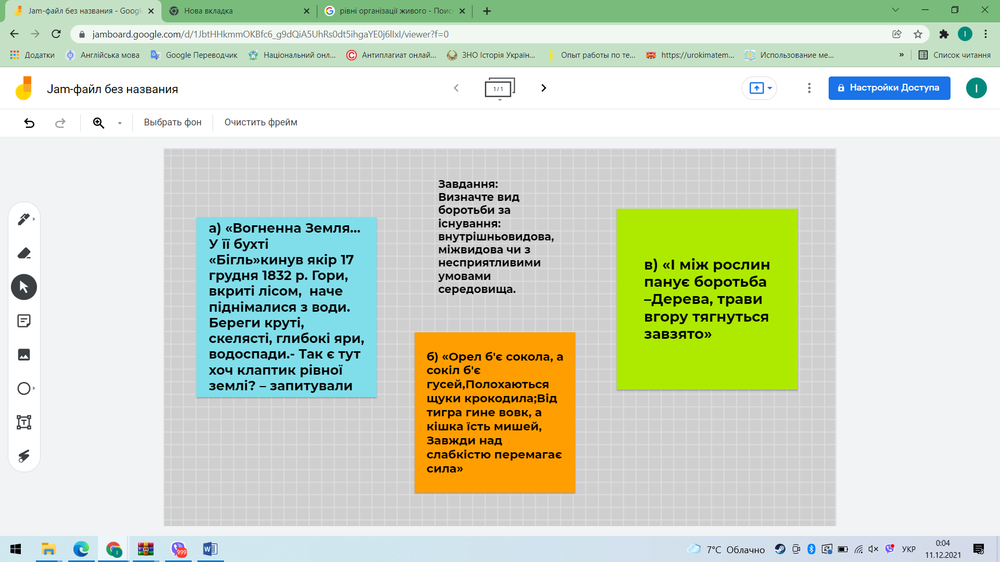 Jam-файл без названия - Googl
Нова вкладка
рівні організації живого - Поис
jamboard.google.com/d/1JbtHHkmmOKBfc6_g9dQiA5UhRs0dt5ihgaYE0j6lIxI/viewer?f=0
I
Додатки
Англійська мова
Google Переводчик
Національний онл...
Антиплагиат онлай...
ЗНО Історія Україн...
Опыт работы по те...
https://urokimatem...
Использование ме...
»
Список читання
Jam-файл без названия
1 / 1
Настройки Доступа
I
Выбрать фон
Очистить фрейм
Завдання:
Визначте вид
боротьби за
існування:
внутрішньовидова,
міжвидова чи з
несприятливими
умовами
середовища.
а) «Вогненна Земля...
У її бухті
«Бігль»кинув якір 17
грудня 1832 р. Гори,
вкриті лісом,  наче
піднімалися з води.
Береги круті,
скелясті, глибокі яри,
водоспади.- Так є тут
хоч клаптик рівної
землі? – запитували
б) «Орел б'є сокола, а
сокіл б'є
гусей,Полохаються
щуки крокодила;Від
тигра гине вовк, а
кішка їсть мишей,
Завжди над
слабкістю перемагає
сила»
в) «І між рослин
панує боротьба
–Дерева, трави
вгору тягнуться
завзято»
999
7°C Облачно
УКР
0:04
11.12.2021